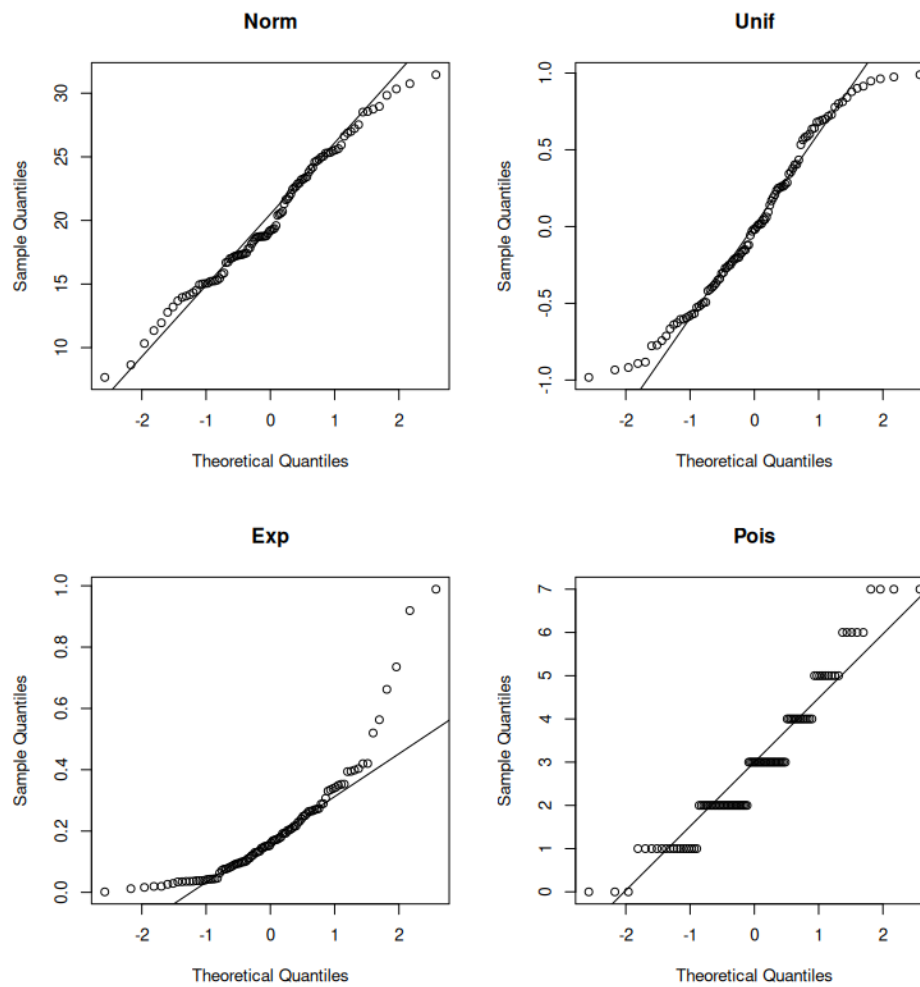 Norm
Sample Quantiles
10 15 20 25 30
-2 -1 0 1 2
Theoretical Quantiles
Unif
Sample Quantiles
-1.0 -0.5 0.0 0.5 1.0
-2 -1 0 1 2
Theoretical Quantiles
Exp
Sample Quantiles
0.0 0.2 0.4 0.6 0.8 1.0
-2 -1 0 1 2
Theoretical Quantiles
Pois
Sample Quantiles
0 1 2 3 4 5 6 7
-2 -1 0 1 2
Theoretical Quantiles